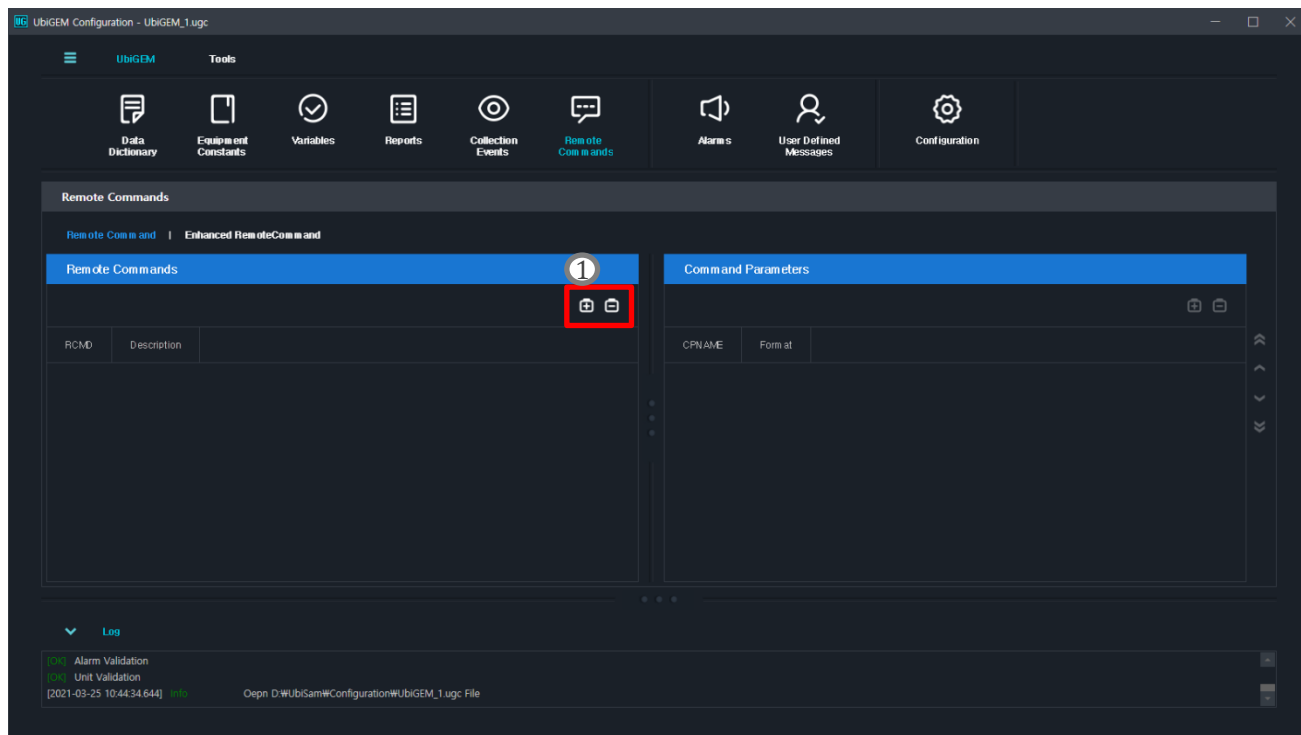 UG UbiGEM Configuration - UbiGEM_1.ugc
UbiGEM Tools
Data Dictionary
Equipment Constants
Variables
Reports
Collection Events
Remote Commands
Alarms
User Defined Messages
Configuration
Remote Commands
Remote Command | Enhanced RemoteCommand
Remote Commands
1
Command Parameters
RCMD Description
CPNAME Format
Log
[OK] Alarm Validation
[OK] Unit Validation
[2021-03-25 10:44:34.644] Info Oepn D:₩UbiSam₩Configuration₩UbiGEM_1.ugc File